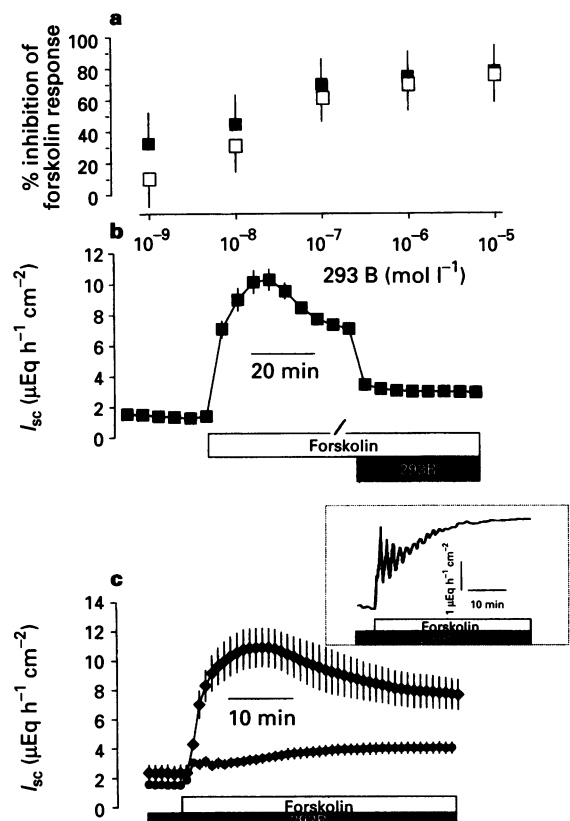 a
% inhibition of
forskolin response
100
80
60
40
20
0
10⁻⁹
10⁻⁸
10⁻⁷
10⁻⁶
10⁻⁵
293 B (mol l⁻¹)
b
Isc (μEq h⁻¹ cm⁻²)
12
10
8
6
4
2
0
20 min
Forskolin
293B
1 μEq h⁻¹ cm⁻²
10 min
Forskolin
c
Isc (μEq h⁻¹ cm⁻²)
14
12
10
8
6
4
2
0
10 min
Forskolin
293B